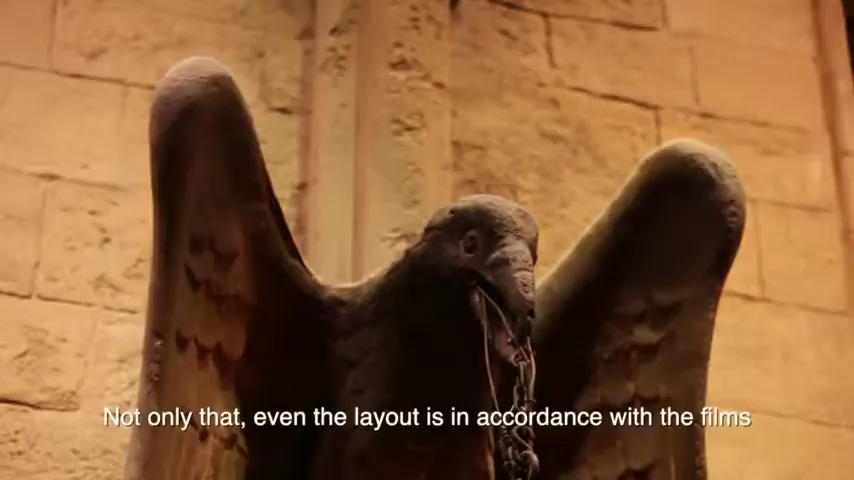 Not only that, even the layout is in accordance with the films